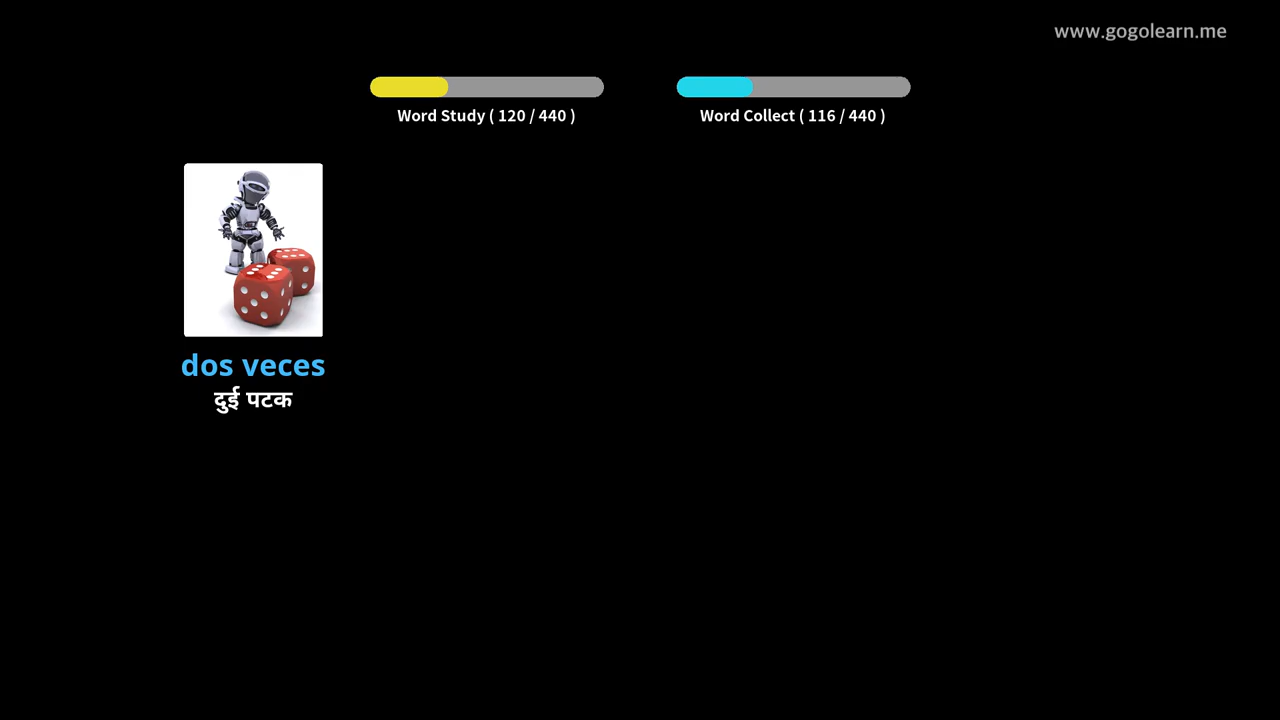 www.gogolearn.me
Word Study ( 120 / 440 )
Word Collect ( 116 / 440 )
dos veces
दुई पटक